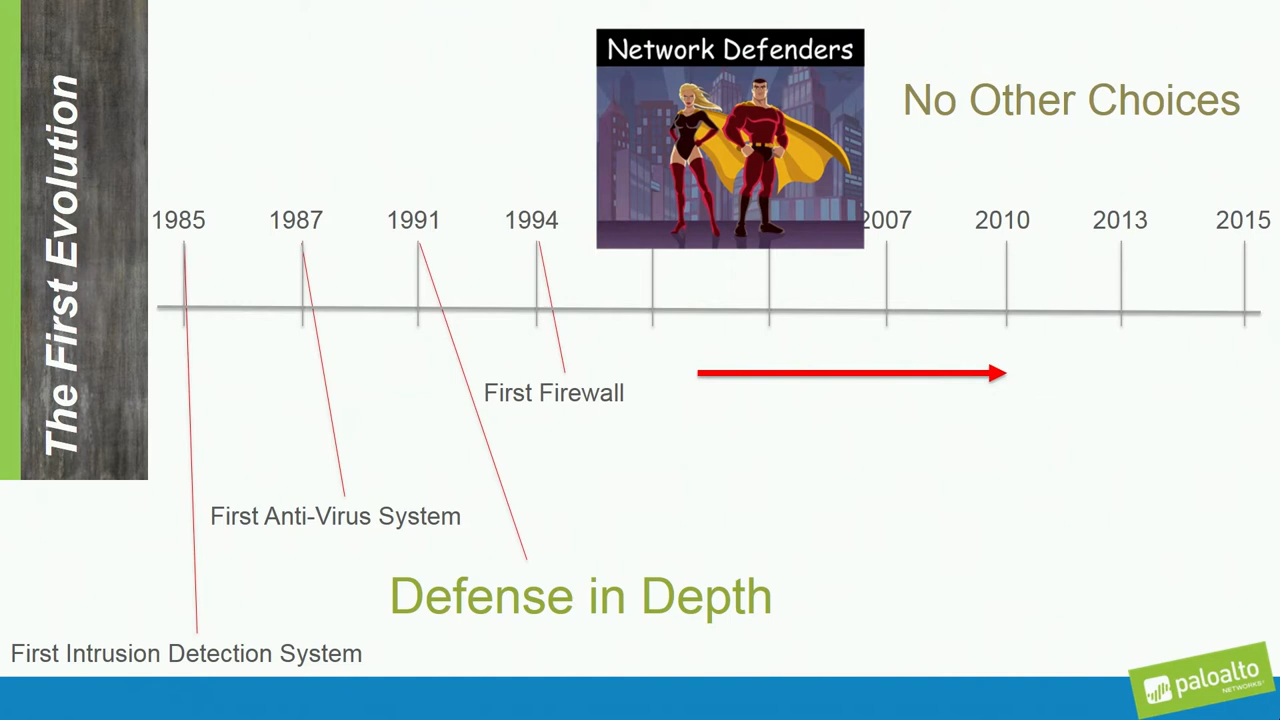 The First Evolution
Network Defenders
No Other Choices
1985 1987 1991 1994 2007 2010 2013 2015
First Firewall
First Anti-Virus System
Defense in Depth
First Intrusion Detection System
paloalto
NETWORKS